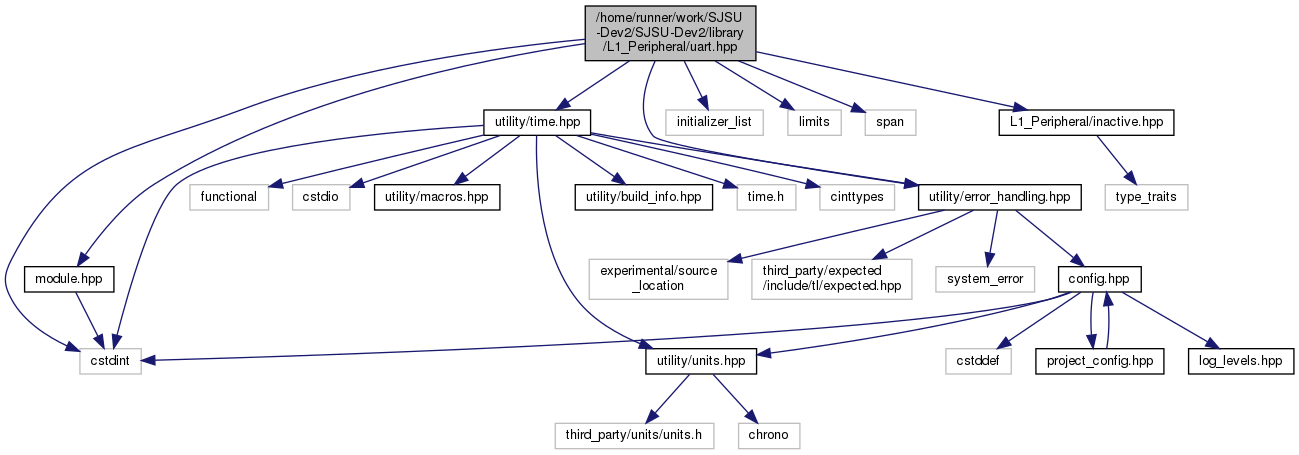 /home/runner/work/SJSU
-Dev2/SJSU-Dev2/library
/L1_Peripheral/uart.hpp
utility/time.hpp
initializer_list
limits
span
L1_Peripheral/inactive.hpp
functional
cstdio
utility/macros.hpp
utility/build_info.hpp
time.h
cinttypes
utility/error_handling.hpp
type_traits
module.hpp
experimental/source
_location
third_party/expected
/include/tl/expected.hpp
system_error
config.hpp
cstdint
utility/units.hpp
cstddef
project_config.hpp
log_levels.hpp
third_party/units/units.h
chrono